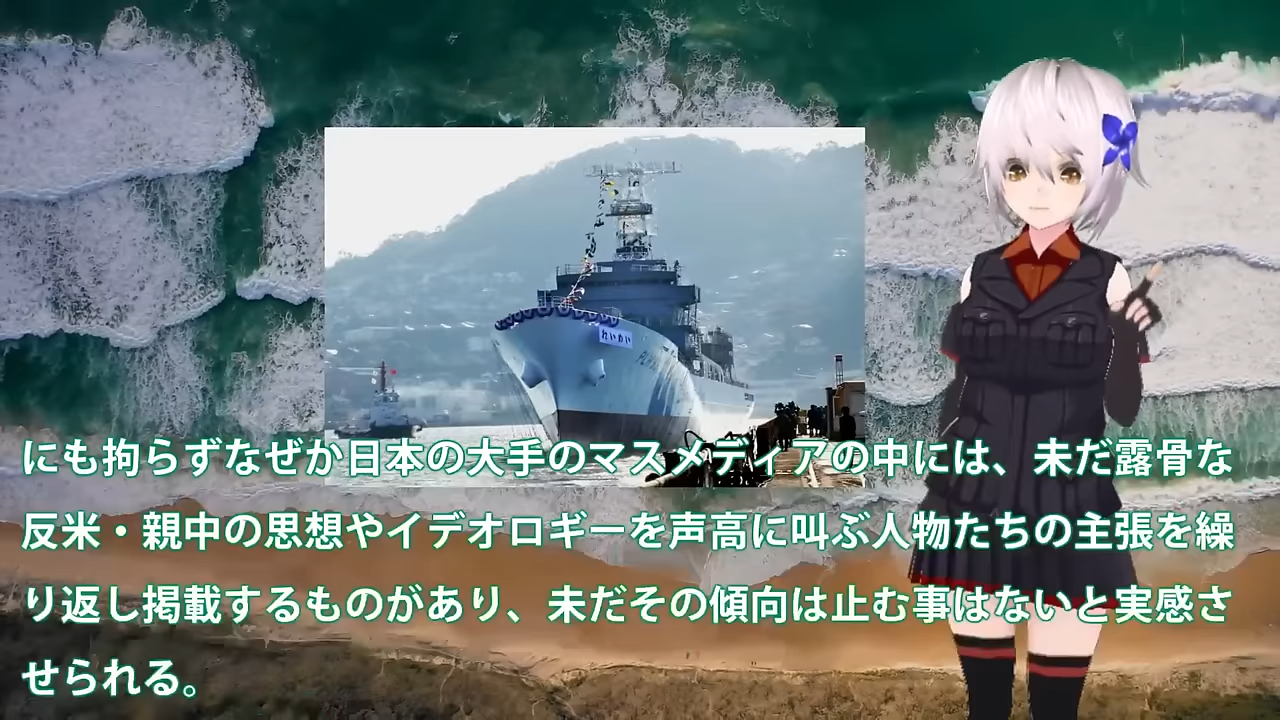 れいめい
にも拘らずなぜか日本の大手のマスメディアの中には、未だ露骨な
反米・親中の思想やイデオロギーを声高に叫ぶ人物たちの主張を繰
り返し掲載するものがあり、未だその傾向は止む事はないと実感さ
せられる。